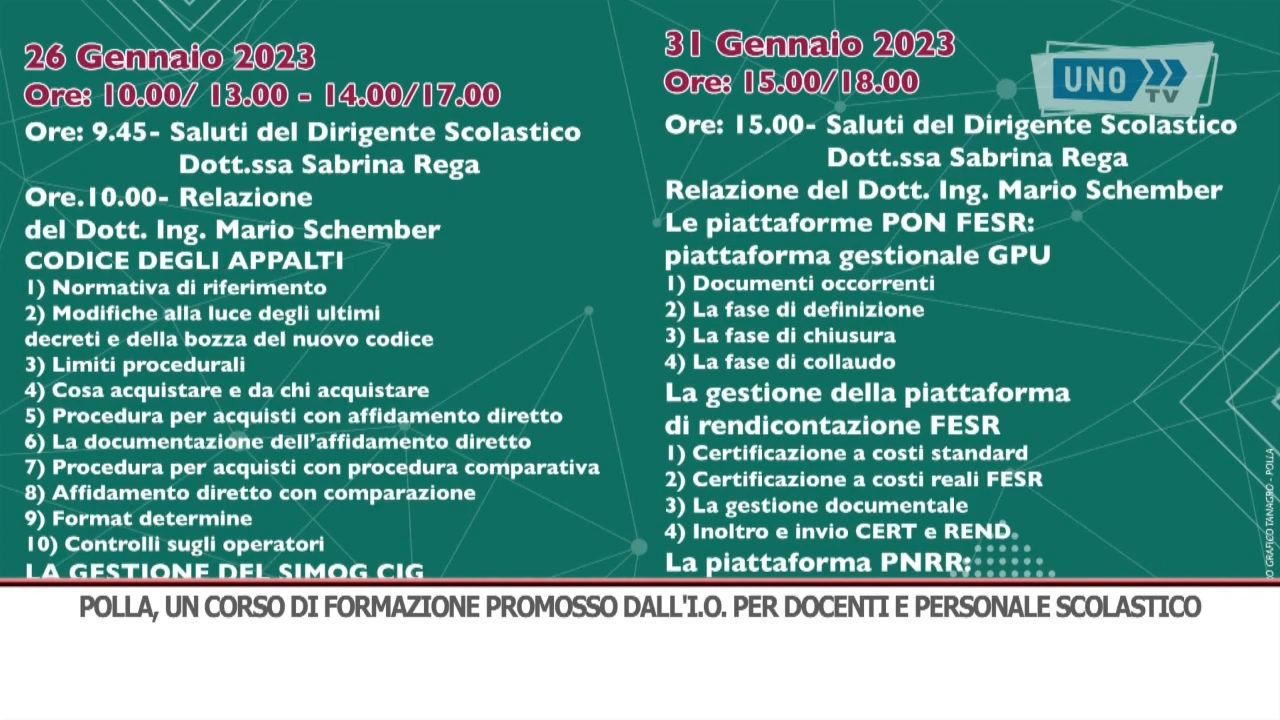 26 Gennaio 2023
Ore: 10.00/ 13.00 - 14.00/17.00
Ore: 9.45- Saluti del Dirigente Scolastico
Dott.ssa Sabrina Rega
Ore.10.00- Relazione
del Dott. Ing. Mario Schember
CODICE DEGLI APPALTI
1) Normativa di riferimento
2) Modifiche alla luce degli ultimi
decreti e della bozza del nuovo codice
3) Limiti procedurali
4) Cosa acquistare e da chi acquistare
5) Procedura per acquisti con affidamento diretto
6) La documentazione dell'affidamento diretto
7) Procedura per acquisti con procedura comparativa
8) Affidamento diretto con comparazione
9) Format determine
10) Controlli sugli operatori
LA GESTIONE DEL SIMOG CIG
31 Gennaio 2023
Ore: 15.00/18.00
Ore: 15.00- Saluti del Dirigente Scolastico
Dott.ssa Sabrina Rega
Relazione del Dott. Ing. Mario Schember
Le piattaforme PON FESR:
piattaforma gestionale GPU
1) Documenti occorrenti
2) La fase di definizione
3) La fase di chiusura
4) La fase di collaudo
La gestione della piattaforma
di rendicontazione FESR
1) Certificazione a costi standard
2) Certificazione a costi reali FESR
3) La gestione documentale
4) Inoltro e invio CERT e REND.
La piattaforma PNRR:
UNO TV
GRAFICO TANAGRO - POLLA
POLLA, UN CORSO DI FORMAZIONE PROMOSSO DALL'I.O. PER DOCENTI E PERSONALE SCOLASTICO